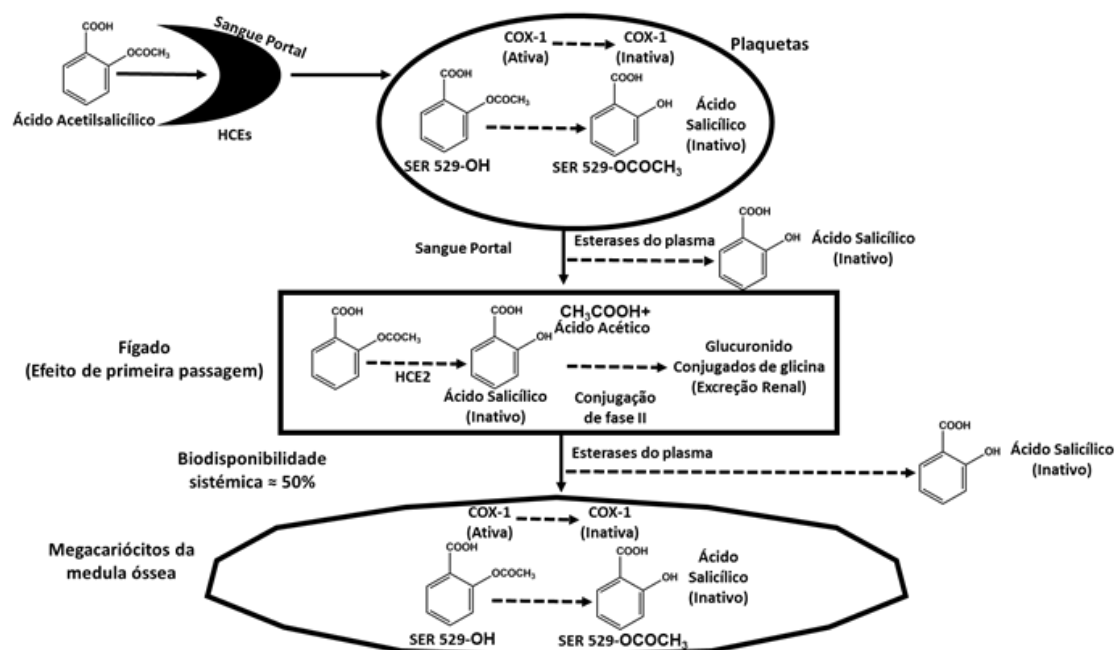 COOH
OCOCH₃
Ácido Acetilsalicílico
Sangue Portal
HCEs
COX-1
(Ativa)
COX-1
(Inativa)
Plaquetas
COOH
OCOCH₃
SER 529-OH
COOH
OH
SER 529-OCOCH₃
Ácido
Salicílico
(Inativo)
Sangue Portal
Esterases do plasma
COOH
OH
Ácido Salicílico
(Inativo)
Fígado
(Efeito de primeira passagem)
COOH
OCOCH₃
HCE2
COOH
OH
Ácido Salicílico
(Inativo)
CH₃COOH+
Ácido Acético
Conjugação
de fase II
Glucuronido
Conjugados de glicina
(Excreção Renal)
Biodisponibilidade
sistémica ≈ 50%
Esterases do plasma
COOH
OH
Ácido Salicílico
(Inativo)
Megacariócitos da
medula óssea
COX-1
(Ativa)
COX-1
(Inativa)
COOH
OCOCH₃
SER 529-OH
COOH
OH
SER 529-OCOCH₃
Ácido
Salicílico
(Inativo)